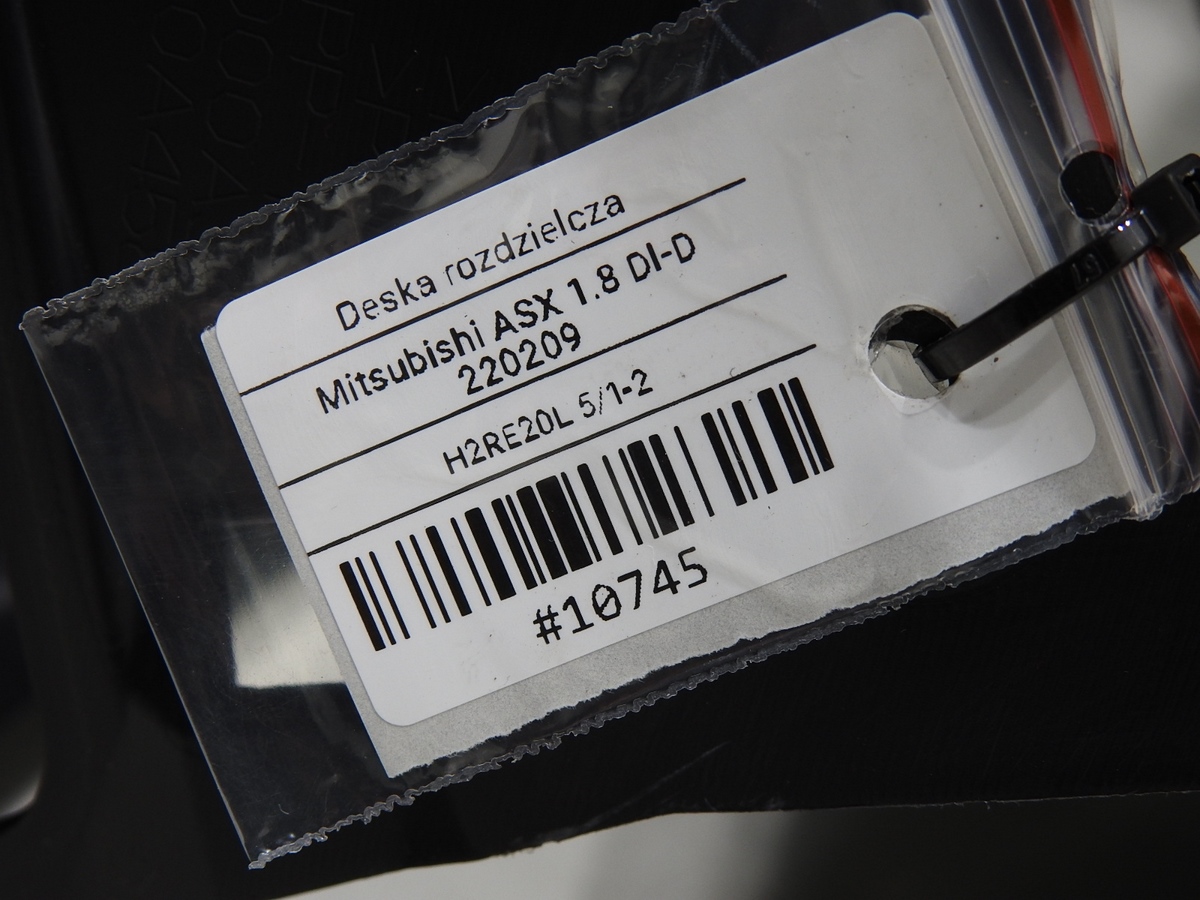 Deska rozdzielcza
Mitsubishi ASX 1.8 DI-D
220209
H2RE20L 5/1-2
#10745